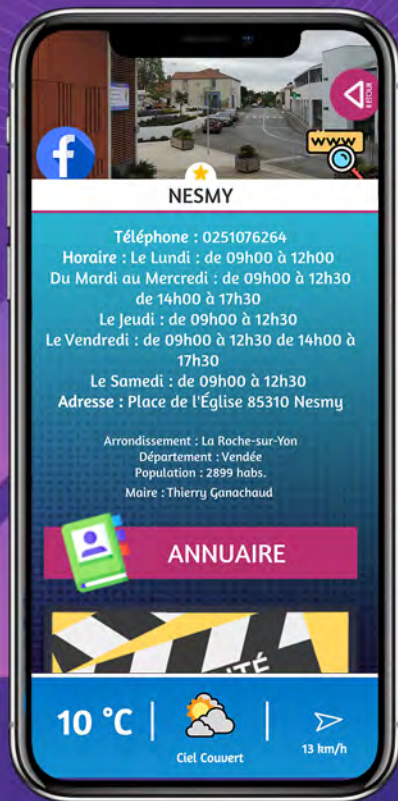 RETOUR
f
www
NESMY
Téléphone : 0251076264
Horaire : Le Lundi : de 09h00 à 12h00
Du Mardi au Mercredi : de 09h00 à 12h30
de 14h00 à 17h30
Le Jeudi : de 09h00 à 12h30
Le Vendredi : de 09h00 à 12h30 de 14h00 à
17h30
Le Samedi : de 09h00 à 12h30
Adresse : Place de l'Église 85310 Nesmy
Arrondissement : La Roche-sur-Yon
Département : Vendée
Population : 2899 habs.
Maire : Thierry Ganachaud
ANNUAIRE
10 °C
Ciel Couvert
13 km/h